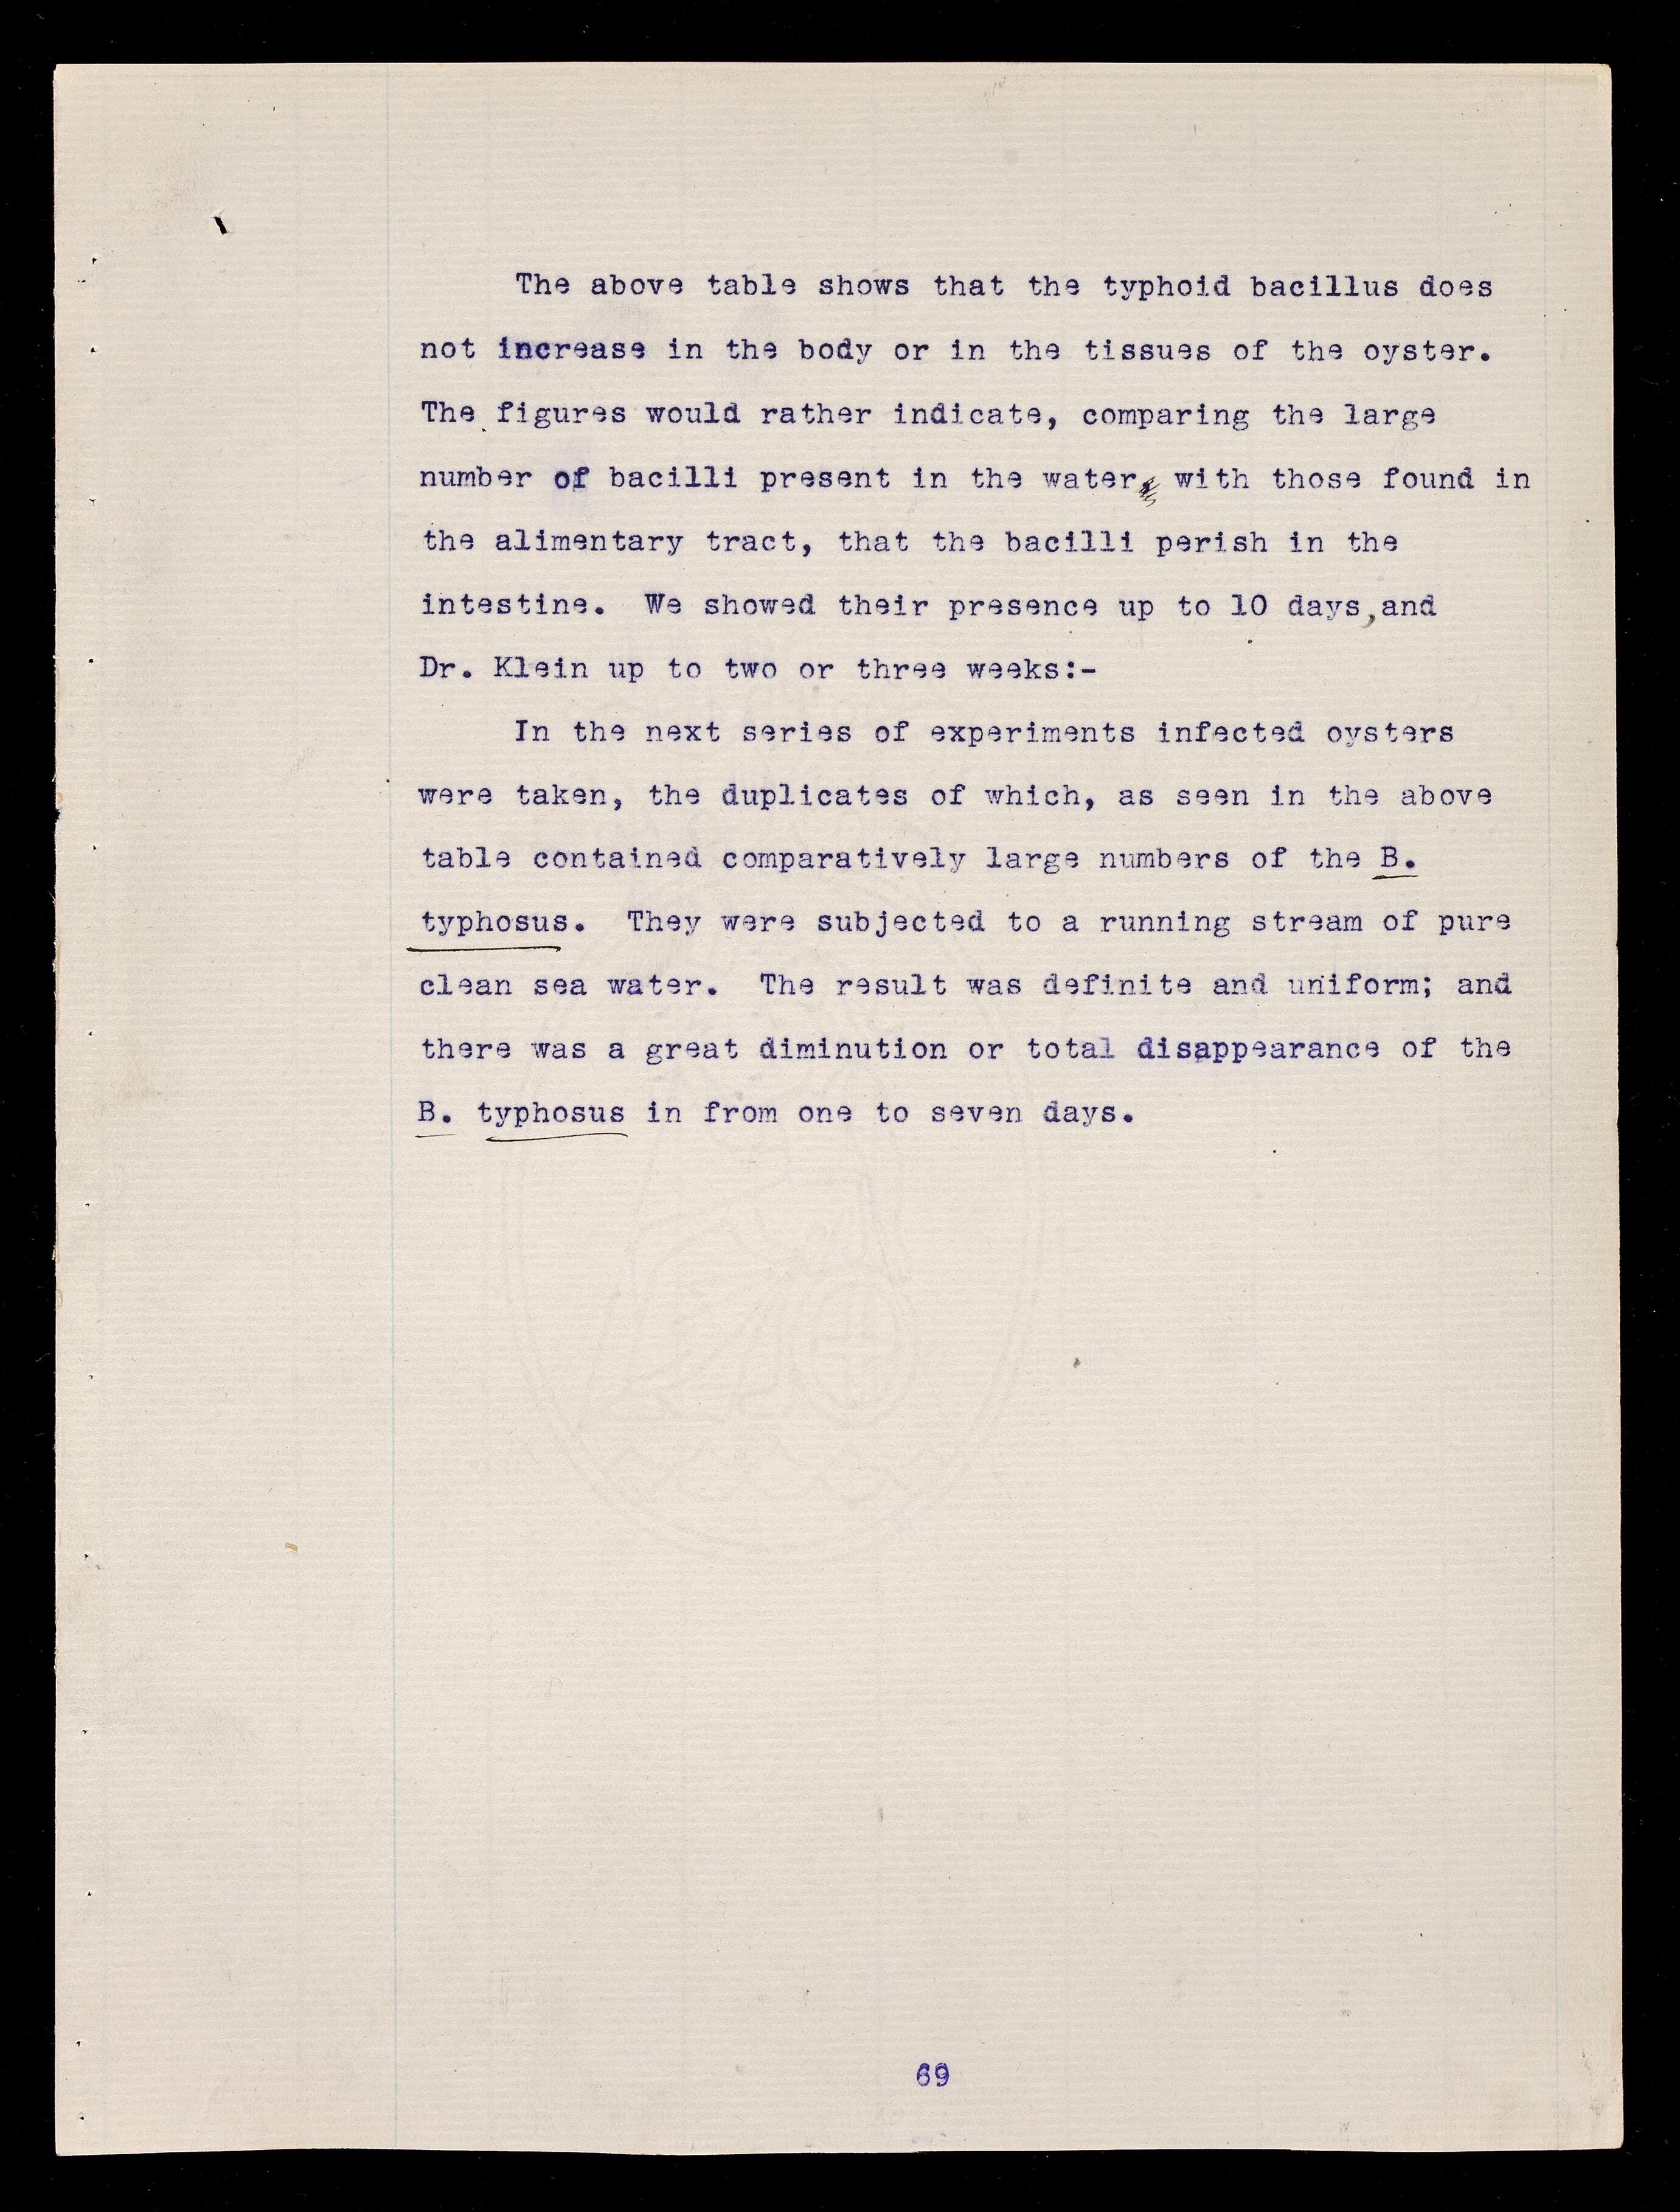 The above table shows that the typhoid bacillus does
not increase in the body or in the tissues of the oyster.
The figures would rather indicate, comparing the large
number of bacilli present in the water with those found in
the alimentary tract, that the bacilli perish in the
intestine. We showed their presence up to 10 days, and
Dr. Klein up to two or three weeks:-
In the next series of experiments infected oysters
were taken, the duplicates of which, as seen in the above
table contained comparatively large numbers of the B.
typhosus. They were subjected to a running stream of pure
clean sea water. The result was definite and uniform; and
there was a great diminution or total disappearance of the
B. typhosus in from one to seven days.
69